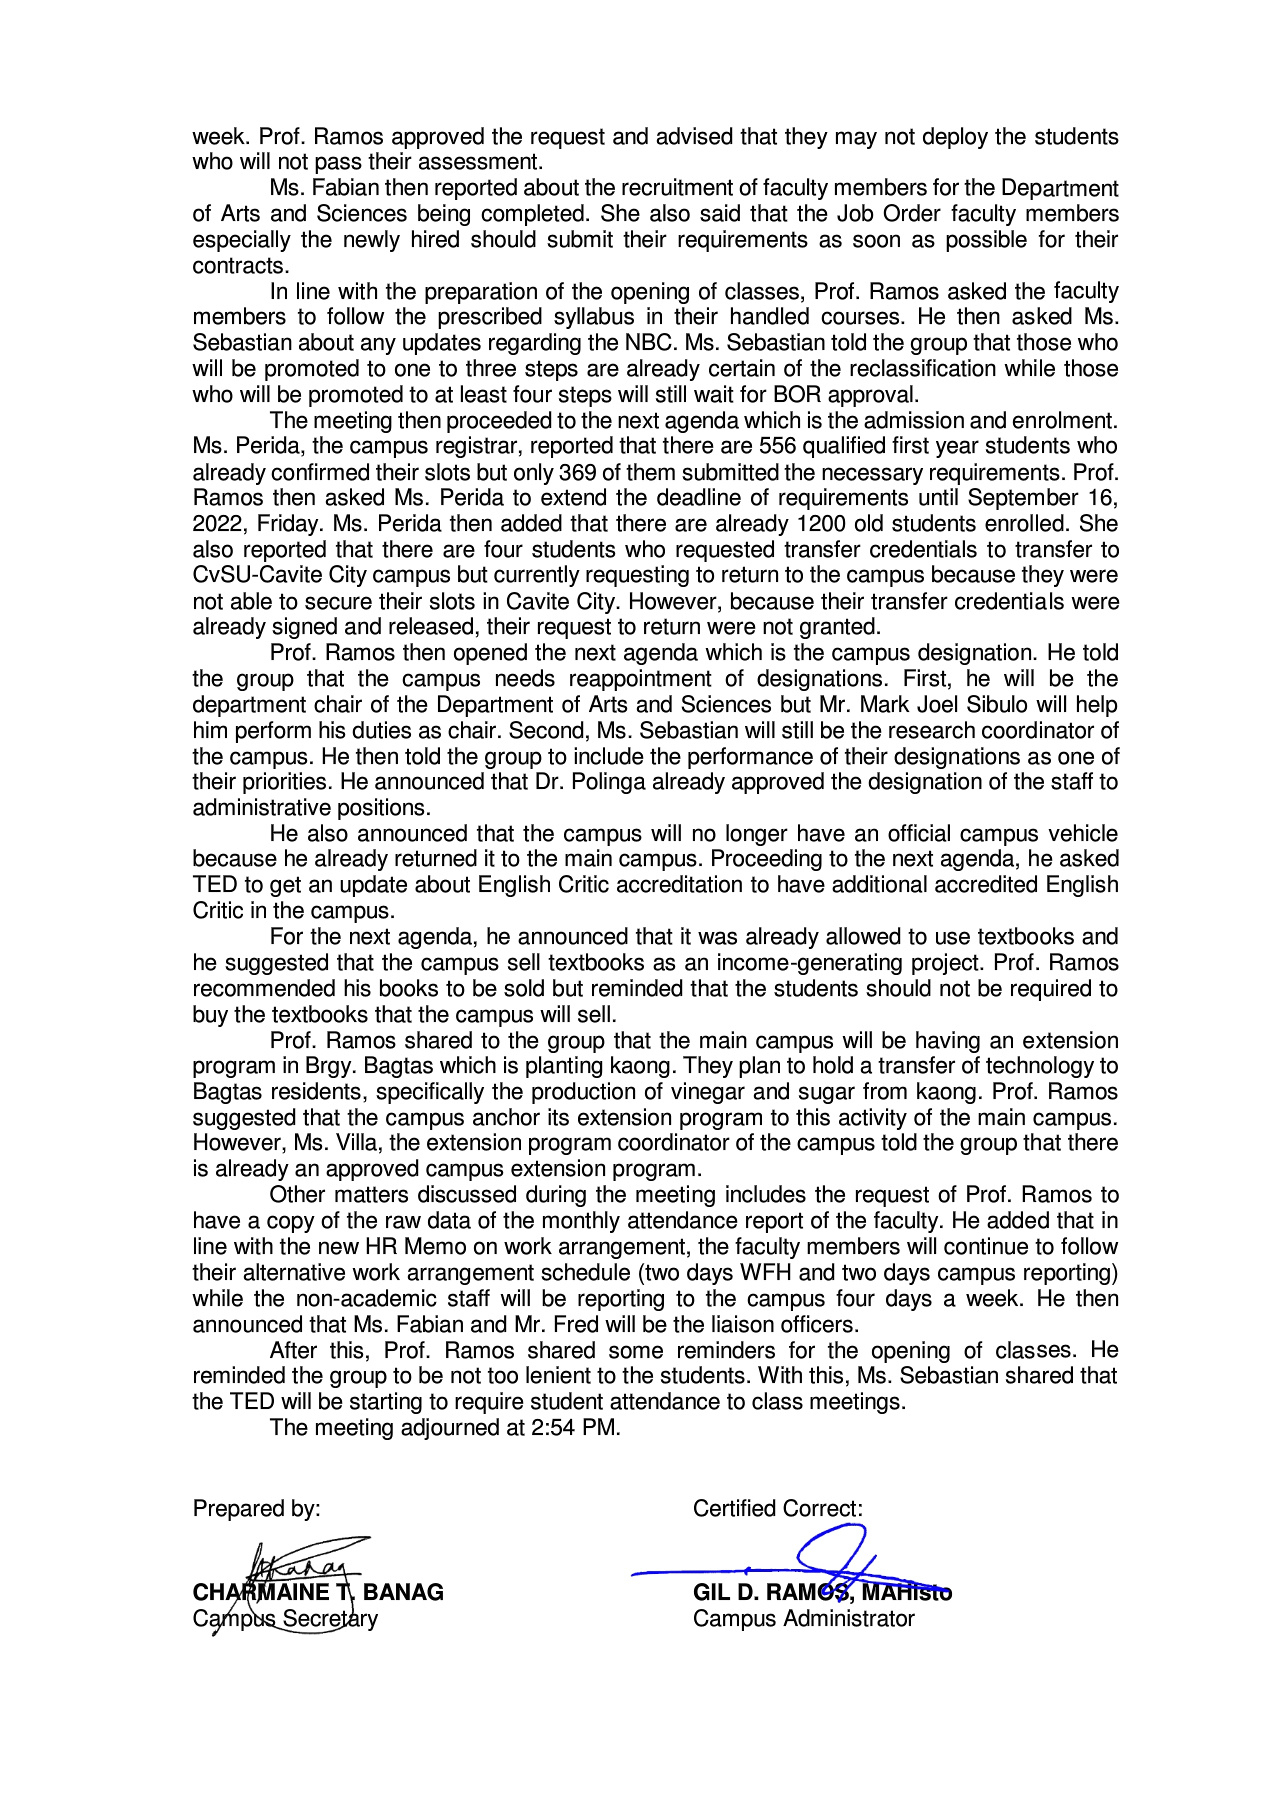 week. Prof. Ramos approved the request and advised that they may not deploy the students
who will not pass their assessment.
Ms. Fabian then reported about the recruitment of faculty members for the Department
of Arts and Sciences being completed. She also said that the Job Order faculty members
especially the newly hired should submit their requirements as soon as possible for their
contracts.
In line with the preparation of the opening of classes, Prof. Ramos asked the faculty
members to follow the prescribed syllabus in their handled courses. He then asked Ms.
Sebastian about any updates regarding the NBC. Ms. Sebastian told the group that those who
will be promoted to one to three steps are already certain of the reclassification while those
who will be promoted to at least four steps will still wait for BOR approval.
The meeting then proceeded to the next agenda which is the admission and enrolment.
Ms. Perida, the campus registrar, reported that there are 556 qualified first year students who
already confirmed their slots but only 369 of them submitted the necessary requirements. Prof.
Ramos then asked Ms. Perida to extend the deadline of requirements until September 16,
2022, Friday. Ms. Perida then added that there are already 1200 old students enrolled. She
also reported that there are four students who requested transfer credentials to transfer to
CvSU-Cavite City campus but currently requesting to return to the campus because they were
not able to secure their slots in Cavite City. However, because their transfer credentials were
already signed and released, their request to return were not granted.
Prof. Ramos then opened the next agenda which is the campus designation. He told
the group that the campus needs reappointment of designations. First, he will be the
department chair of the Department of Arts and Sciences but Mr. Mark Joel Sibulo will help
him perform his duties as chair. Second, Ms. Sebastian will still be the research coordinator of
the campus. He then told the group to include the performance of their designations as one of
their priorities. He announced that Dr. Polinga already approved the designation of the staff to
administrative positions.
He also announced that the campus will no longer have an official campus vehicle
because he already returned it to the main campus. Proceeding to the next agenda, he asked
TED to get an update about English Critic accreditation to have additional accredited English
Critic in the campus.
For the next agenda, he announced that it was already allowed to use textbooks and
he suggested that the campus sell textbooks as an income-generating project. Prof. Ramos
recommended his books to be sold but reminded that the students should not be required to
buy the textbooks that the campus will sell.
Prof. Ramos shared to the group that the main campus will be having an extension
program in Brgy. Bagtas which is planting kaong. They plan to hold a transfer of technology to
Bagtas residents, specifically the production of vinegar and sugar from kaong. Prof. Ramos
suggested that the campus anchor its extension program to this activity of the main campus.
However, Ms. Villa, the extension program coordinator of the campus told the group that there
is already an approved campus extension program.
Other matters discussed during the meeting includes the request of Prof. Ramos to
have a copy of the raw data of the monthly attendance report of the faculty. He added that in
line with the new HR Memo on work arrangement, the faculty members will continue to follow
their alternative work arrangement schedule (two days WFH and two days campus reporting)
while the non-academic staff will be reporting to the campus four days a week. He then
announced that Ms. Fabian and Mr. Fred will be the liaison officers.
After this, Prof. Ramos shared some reminders for the opening of classes. He
reminded the group to be not too lenient to the students. With this, Ms. Sebastian shared that
the TED will be starting to require student attendance to class meetings.
The meeting adjourned at 2:54 PM.
Prepared by: Certified Correct:
CHARMAINE T. BANAG GIL D. RAMOS, MAHisto
Campus Secretary Campus Administrator